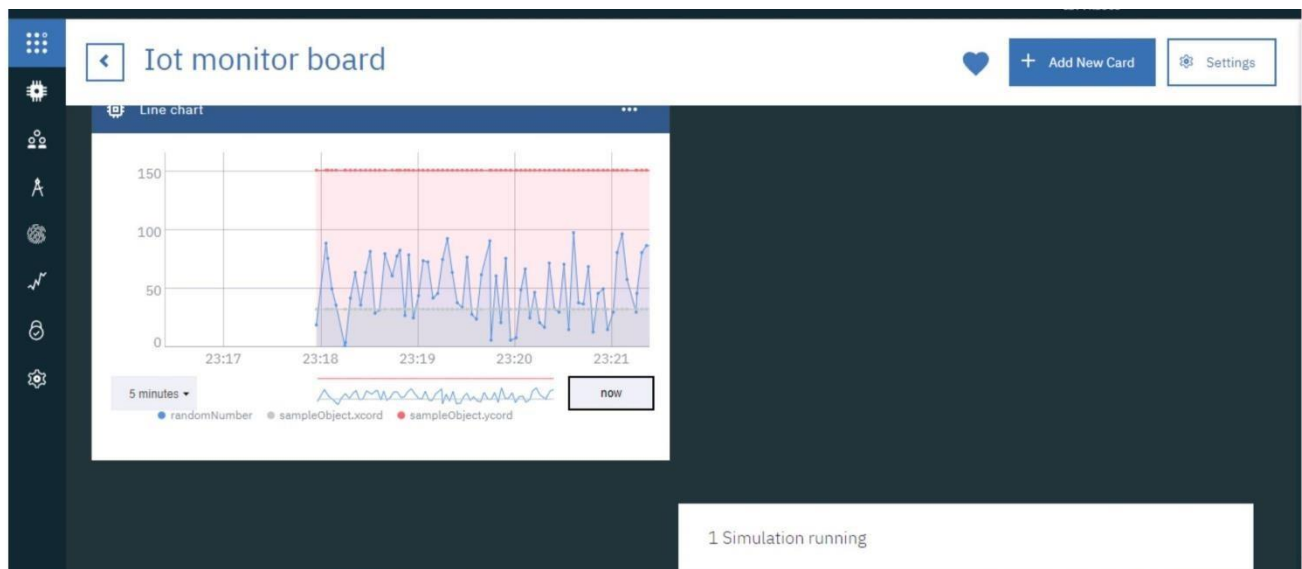 Iot monitor board
+ Add New Card
Settings
Line chart
...
150
100
50
0
23:17 23:18 23:19 23:20 23:21
5 minutes
now
randomNumber sampleObject.xcord sampleObject.ycord
1 Simulation running